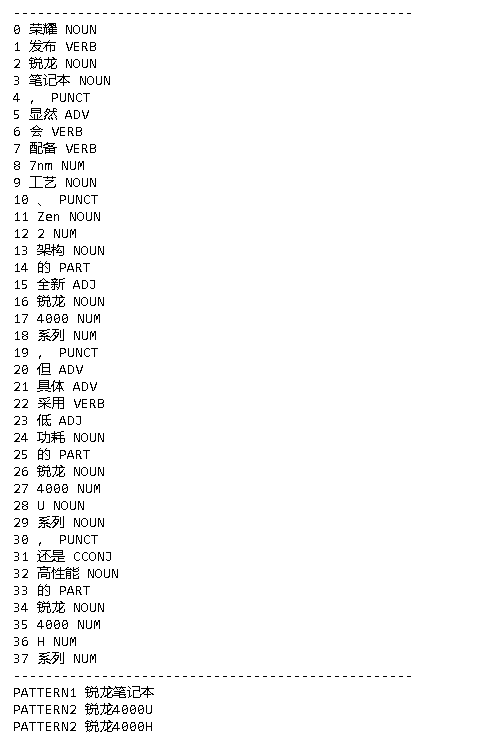 --------------------------------------------------
0 荣耀 NOUN
1 发布 VERB
2 锐龙 NOUN
3 笔记本 NOUN
4 ， PUNCT
5 显然 ADV
6 会 VERB
7 配备 VERB
8 7nm NUM
9 工艺 NOUN
10 、 PUNCT
11 Zen NOUN
12 2 NUM
13 架构 NOUN
14 的 PART
15 全新 ADJ
16 锐龙 NOUN
17 4000 NUM
18 系列 NUM
19 ， PUNCT
20 但 ADV
21 具体 ADV
22 采用 VERB
23 低 ADJ
24 功耗 NOUN
25 的 PART
26 锐龙 NOUN
27 4000 NUM
28 U NOUN
29 系列 NOUN
30 ， PUNCT
31 还是 CCONJ
32 高性能 NOUN
33 的 PART
34 锐龙 NOUN
35 4000 NUM
36 H NUM
37 系列 NUM
--------------------------------------------------
PATTERN1 锐龙笔记本
PATTERN2 锐龙4000U
PATTERN2 锐龙4000H